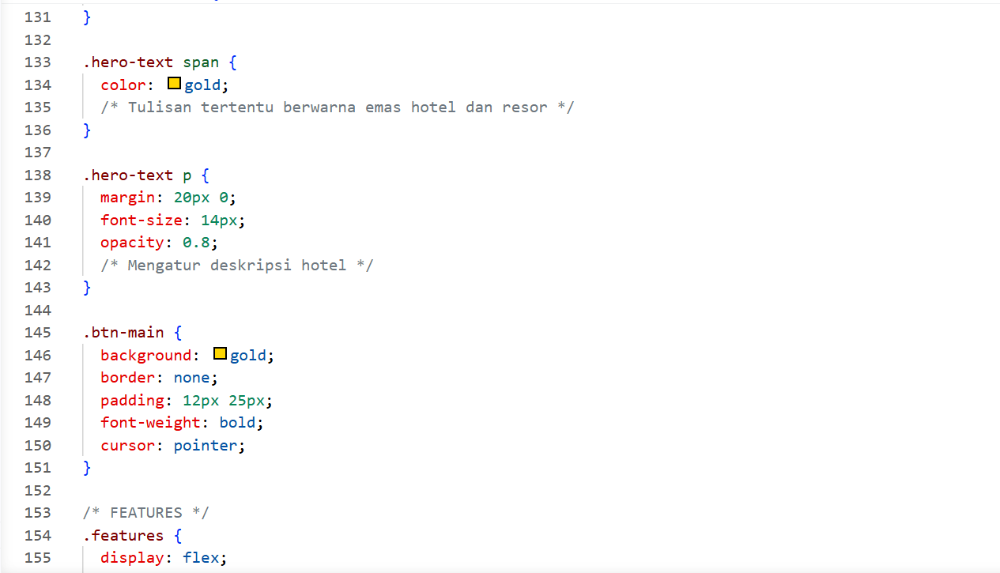 131 }
132
133 .hero-text span {
134 color: gold;
135 /* Tulisan tertentu berwarna emas hotel dan resor */
136 }
137
138 .hero-text p {
139 margin: 20px 0;
140 font-size: 14px;
141 opacity: 0.8;
142 /* Mengatur deskripsi hotel */
143 }
144
145 .btn-main {
146 background: gold;
147 border: none;
148 padding: 12px 25px;
149 font-weight: bold;
150 cursor: pointer;
151 }
152
153 /* FEATURES */
154 .features {
155 display: flex;